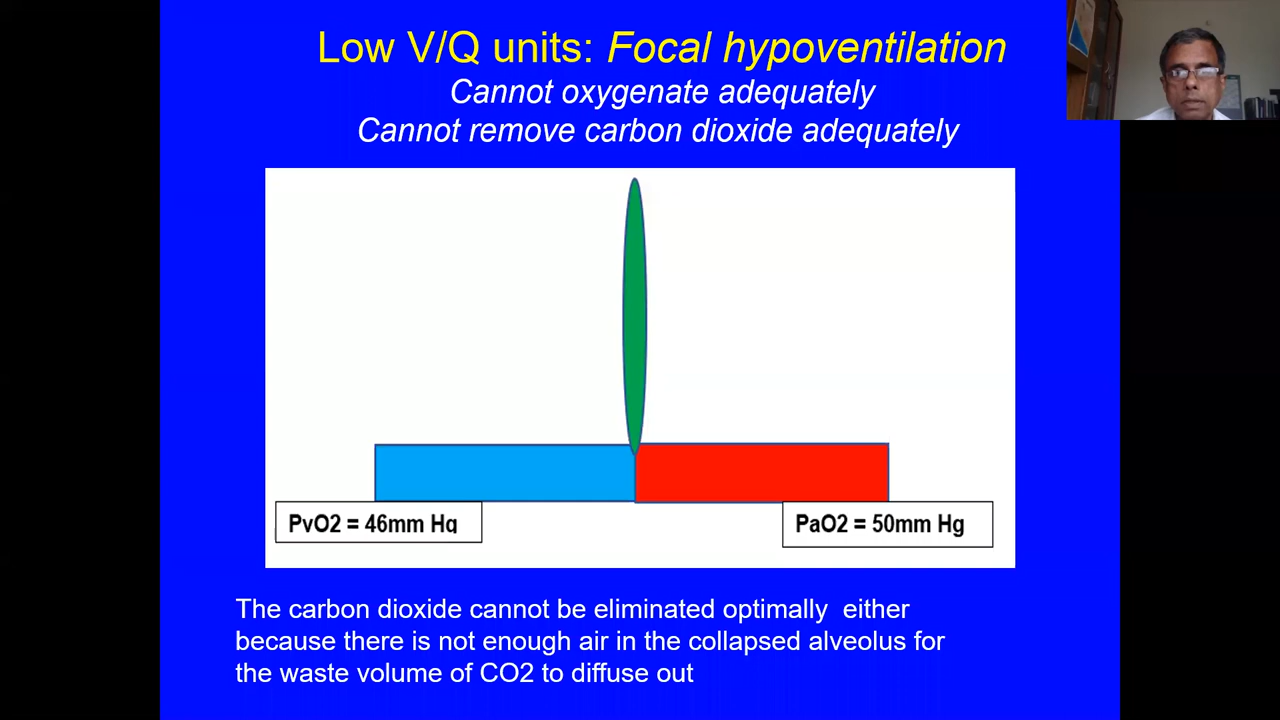 Low V/Q units: Focal hypoventilation
Cannot oxygenate adequately
Cannot remove carbon dioxide adequately
PvO2 = 46mm Hg
PaO2 = 50mm Hg
The carbon dioxide cannot be eliminated optimally either
because there is not enough air in the collapsed alveolus for
the waste volume of CO2 to diffuse out